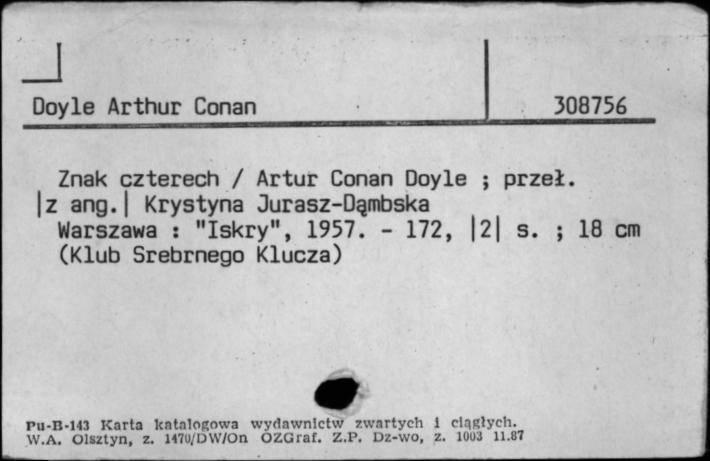 Doyle Arthur Conan 308756
Znak czterech / Artur Conan Doyle ; przeł.
|z ang.| Krystyna Jurasz-Dąmbska
Warszawa : "Iskry", 1957. - 172, |2| s. ; 18 cm
(Klub Srebrnego Klucza)
Pu-B-143 Karta katalogowa wydawnictw zwartych i ciągłych.
W.A. Olsztyn, z. 1470/DW/On OZGraf. Z.P. Dz-wo, z. 1003 11.87